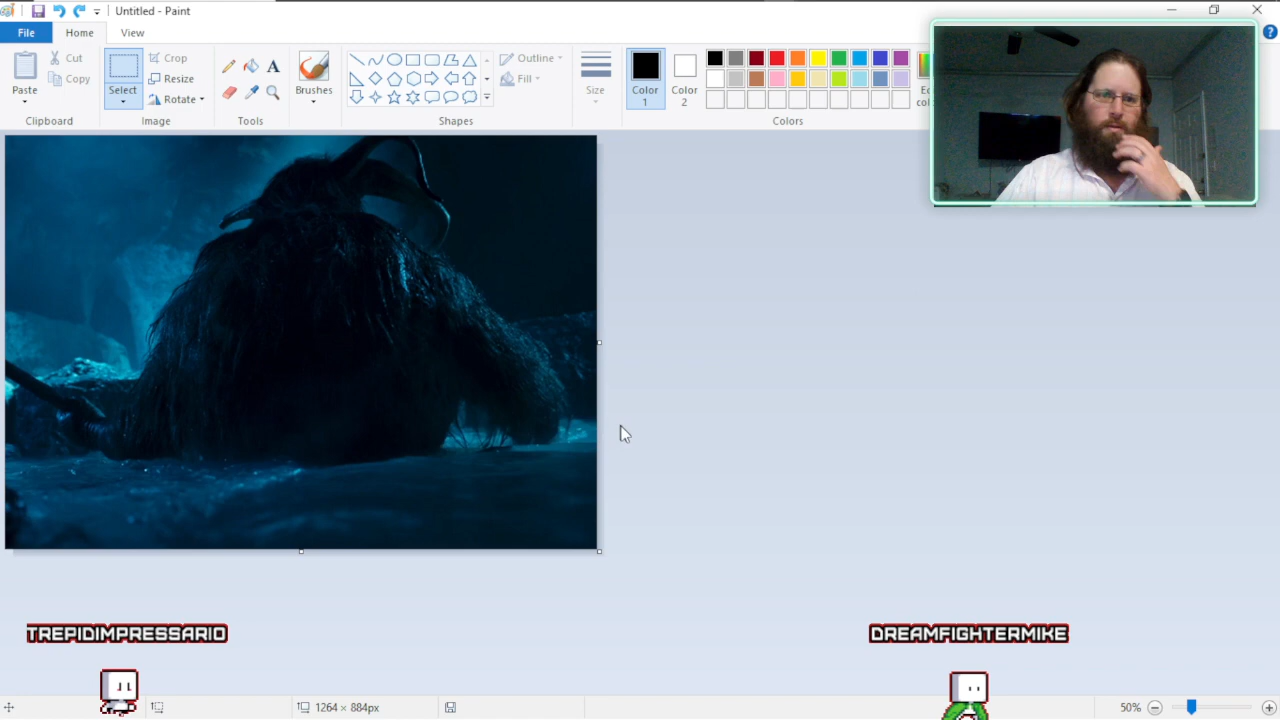 Untitled - Paint
File
Home
View
Paste
Cut
Copy
Clipboard
Select
Crop
Resize
Rotate
Image
A
Tools
Brushes
Outline
Fill
Shapes
Size
Color
1
Color
2
Colors
TREPIDIMPRESSARIO
DREAMFIGHTERMIKE
1264 × 884px
50%